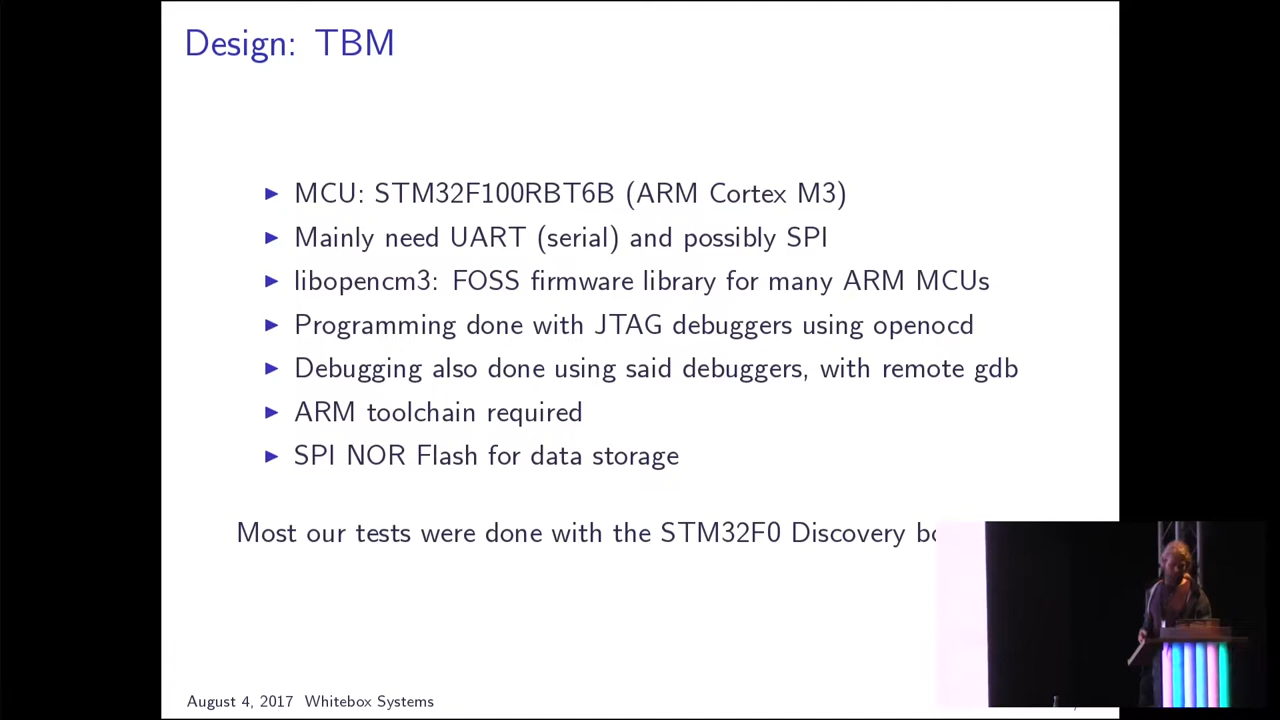 Design: TBM
MCU: STM32F100RBT6B (ARM Cortex M3)
Mainly need UART (serial) and possibly SPI
libopencm3: FOSS firmware library for many ARM MCUs
Programming done with JTAG debuggers using openocd
Debugging also done using said debuggers, with remote gdb
ARM toolchain required
SPI NOR Flash for data storage
Most our tests were done with the STM32F0 Discovery
August 4, 2017 Whitebox Systems